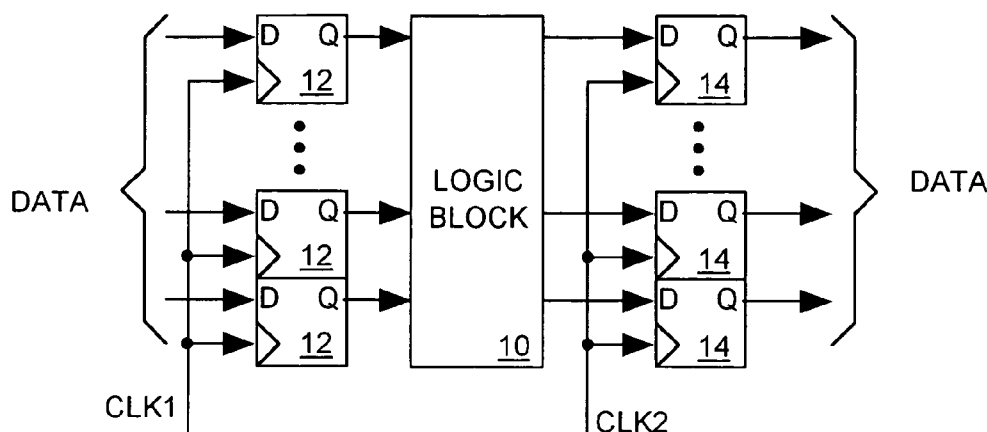 D Q
12
D Q
14
DATA
D Q
12
D Q
12
LOGIC
BLOCK
10
D Q
14
D Q
14
DATA
CLK1
CLK2